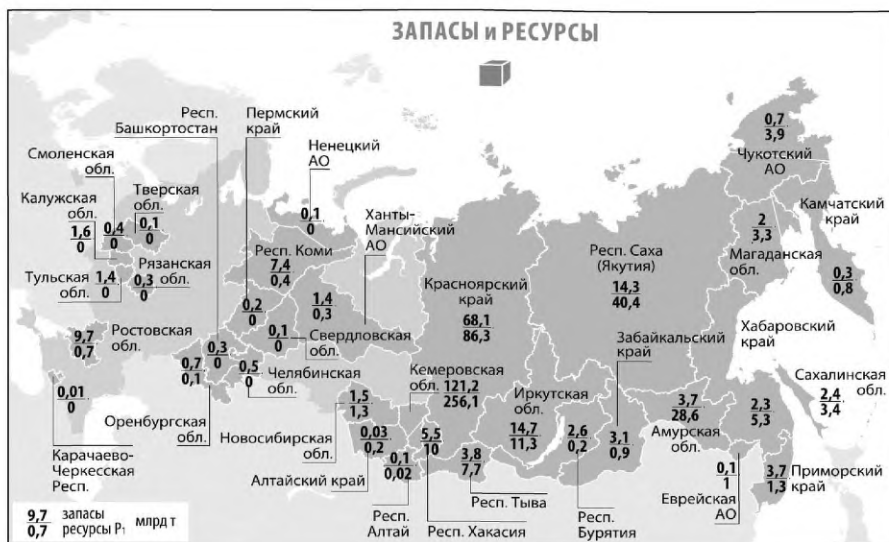 ЗАПАСЫ и РЕСУРСЫ
Респ.
Башкортостан
Пермский
край
Ненецкий
АО
0,7
3,9
Чукотский
АО
Смоленская
обл.
Тверская
обл.
Калужская
обл.
Ханты-
Мансийский
АО
Камчатский
край
0,1
0
1,6
0
0,4
0
0,1
0
2
3,3
Магаданская
обл.
Респ. Коми
7,4
0,4
Респ. Саха
(Якутия)
14,3
40,4
Тульская
обл.
1,4
0
Рязанская
обл.
0,3
0
Красноярский
край
68,1
86,3
0,3
0,8
0,2
0
1,4
0,3
Ростовская
обл.
9,7
0,7
0,1
0
Свердловская
обл.
Забайкальский
край
Хабаровский
край
0,7
0,1
0,3
0
0,5
0
Челябинская
обл.
Кемеровская
обл.
121,2
256,1
Иркутская
обл.
14,7
11,3
Сахалинская
обл.
2,4
3,4
0,01
0
Оренбургская
обл.
1,5
1,3
Новосибирская
обл.
0,03
0,2
5,5
10
2,6
0,2
3,1
0,9
3,7
28,6
Амурская
обл.
2,3
5,3
Карачаево-
Черкесская
Респ.
Алтайский край
0,1
0,02
3,8
7,7
Респ. Тыва
0,1
1
Еврейская
АО
3,7
1,3
Приморский
край
Респ.
Алтай
Респ. Хакасия
Респ.
Бурятия
9,7 запасы
0,7 ресурсы P₁
млрд т